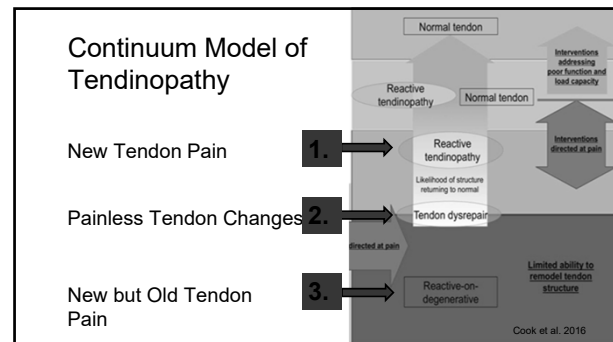 Continuum Model of
Tendinopathy
New Tendon Pain
1.
Painless Tendon Changes
2.
New but Old Tendon
Pain
3.
Normal tendon
Interventions
addressing
poor function and
load capacity
Reactive
tendinopathy
Normal tendon
Reactive
tendinopathy
Interventions
directed at pain
Likelihood of structure
returning to normal
Tendon dysrepair
directed at pain
Limited ability to
remodel tendon
structure
Reactive-on-
degenerative
Cook et al. 2016